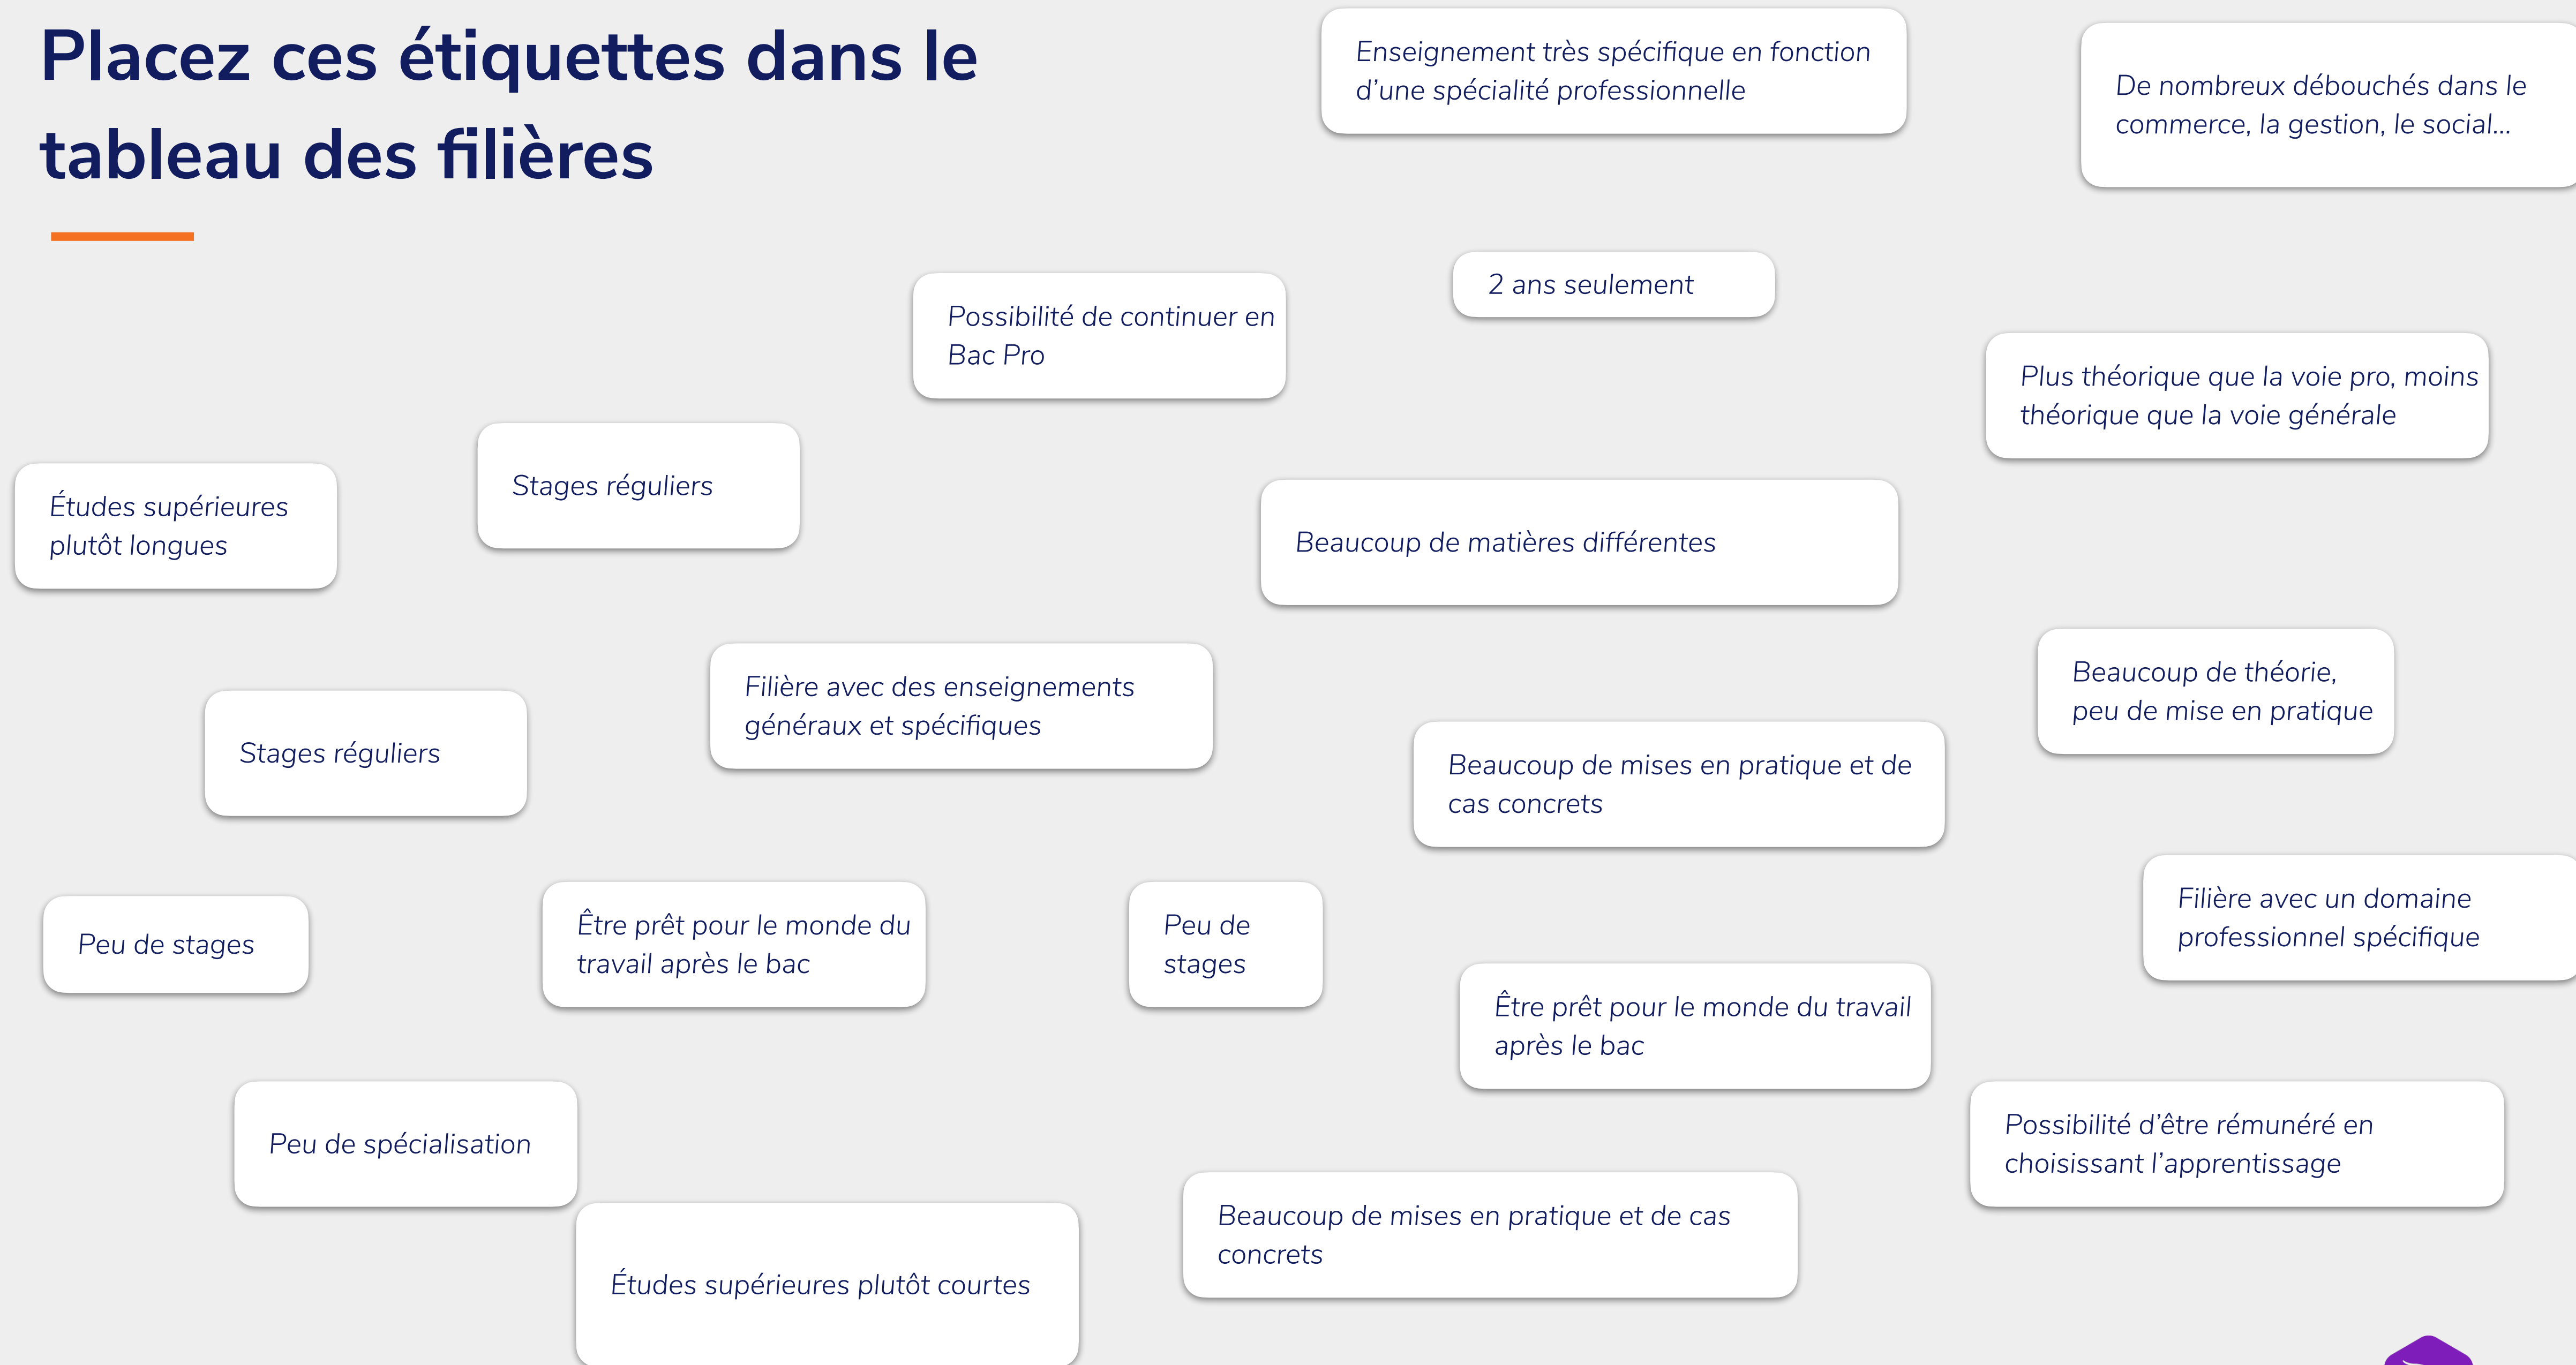 Placez ces étiquettes dans le
tableau des filières
Enseignement très spécifique en fonction
d’une spécialité professionnelle
De nombreux débouchés dans le
commerce, la gestion, le social...
2 ans seulement
Possibilité de continuer en
Bac Pro
Plus théorique que la voie pro, moins
théorique que la voie générale
Stages réguliers
Études supérieures
plutôt longues
Beaucoup de matières différentes
Filière avec des enseignements
généraux et spécifiques
Beaucoup de théorie,
peu de mise en pratique
Stages réguliers
Beaucoup de mises en pratique et de
cas concrets
Filière avec un domaine
professionnel spécifique
Peu de stages
Être prêt pour le monde du
travail après le bac
Peu de
stages
Être prêt pour le monde du travail
après le bac
Peu de spécialisation
Possibilité d’être rémunéré en
choisissant l’apprentissage
Beaucoup de mises en pratique et de cas
concrets
Études supérieures plutôt courtes